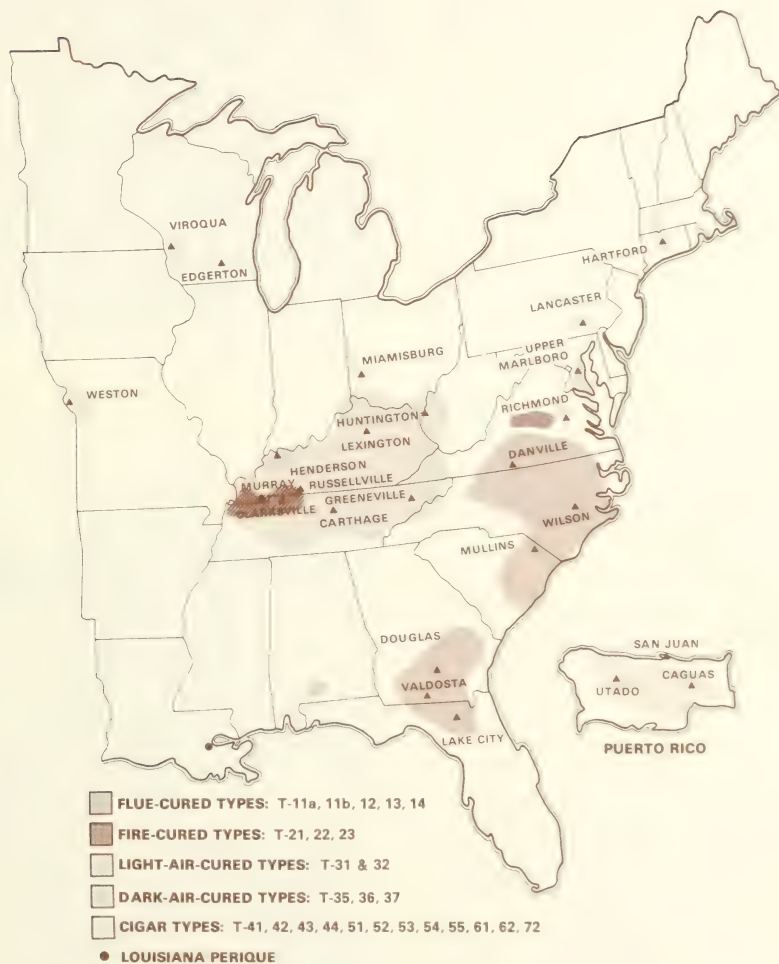 VIROQUA
EDGERTON
HARTFORD
LANCASTER
MIAMISBURG
UPPER
MARLBORO
WESTON
HUNTINGTON
RICHMOND
LEXINGTON
DANVILLE
HENDERSON
MURRAY
RUSSELLVILLE
CLARKSVILLE
GREENEVILLE
CARTHAGE
WILSON
MULLINS
DOUGLAS
VALDOSTA
LAKE CITY
SAN JUAN
UTADO
CAGUAS
PUERTO RICO
FLUE-CURED TYPES: T-11a, 11b, 12, 13, 14
FIRE-CURED TYPES: T-21, 22, 23
LIGHT-AIR-CURED TYPES: T-31 & 32
DARK-AIR-CURED TYPES: T-35, 36, 37
CIGAR TYPES: T-41, 42, 43, 44, 51, 52, 53, 54, 55, 61, 62, 72
LOUISIANA PERIQUE